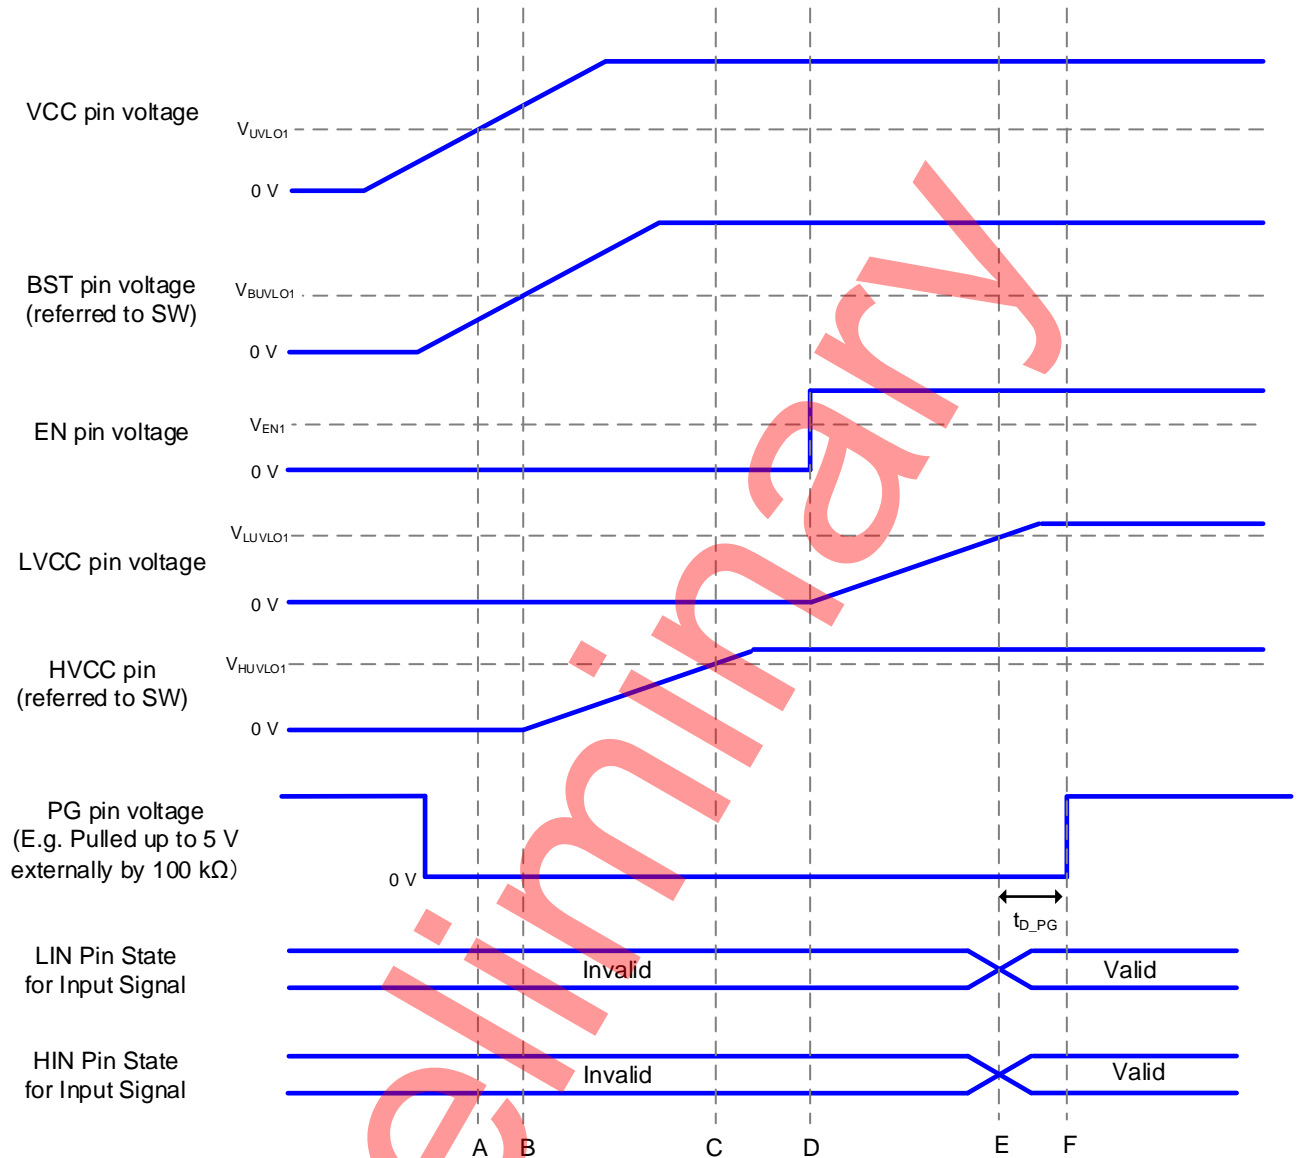 VCC pin voltage
VUVLO1
0 V
BST pin voltage
(referred to SW)
VBUVLO1
0 V
EN pin voltage
VEN1
0 V
LVCC pin voltage
VLUVLO1
0 V
HVCC pin
(referred to SW)
VHUVLO1
0 V
PG pin voltage
(E.g. Pulled up to 5 V
externally by 100 kΩ）
0 V
tD_PG
LIN Pin State
for Input Signal
Invalid
Valid
HIN Pin State
for Input Signal
Invalid
Valid
A B C D E F
eliminary